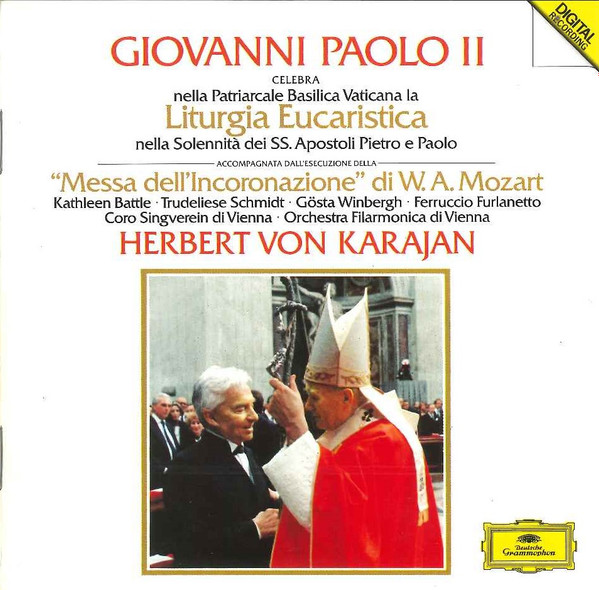 DIGITAL
RECORDING
GIOVANNI PAOLO II
CELEBRA
nella Patriarcale Basilica Vaticana la
Liturgia Eucaristica
nella Solennità dei SS. Apostoli Pietro e Paolo
ACCOMPAGNATA DALL'ESECUZIONE DELLA
“Messa dell'Incoronazione” di W. A. Mozart
Kathleen Battle · Trudeliese Schmidt · Gösta Winbergh · Ferruccio Furlanetto
Coro Singverein di Vienna · Orchestra Filarmonica di Vienna
HERBERT VON KARAJAN
Deutsche
Grammophon